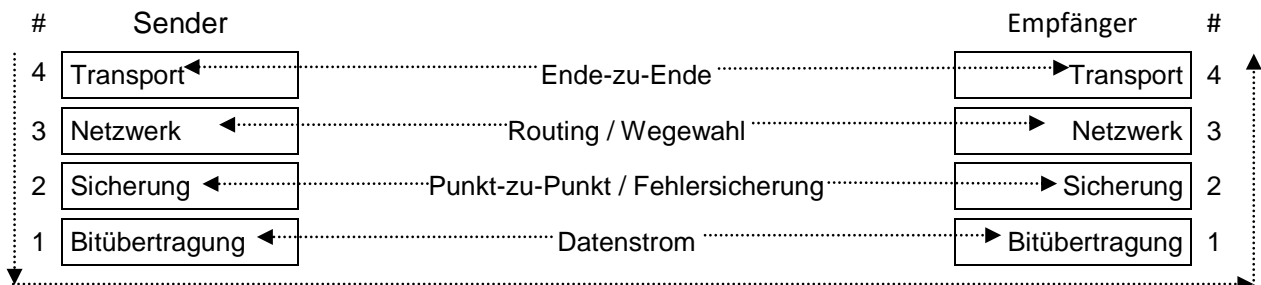 # Sender Empfänger #
4 Transport Ende-zu-Ende Transport 4
3 Netzwerk Routing / Wegewahl Netzwerk 3
2 Sicherung Punkt-zu-Punkt / Fehlersicherung Sicherung 2
1 Bitübertragung Datenstrom Bitübertragung 1